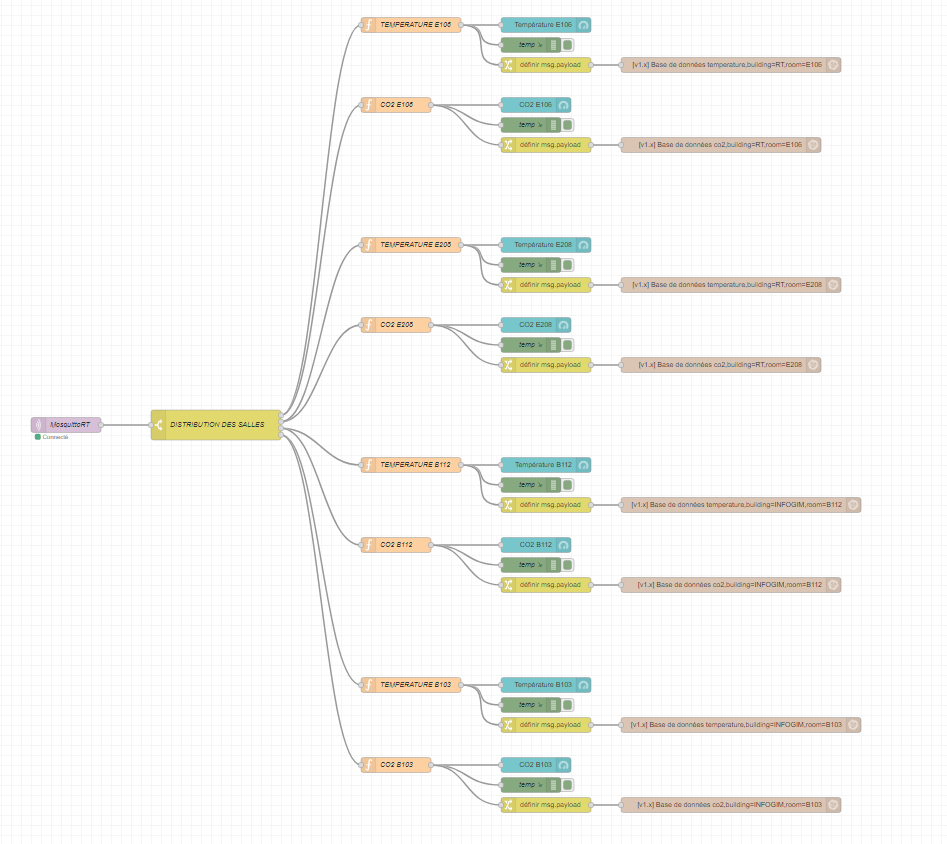 TEMPERATURE E106
Température E106
temp
définir msg.payload
[v1.x] Base de données temperature,building=RT,room=E106
CO2 E106
CO2 E106
temp
définir msg.payload
[v1.x] Base de données co2,building=RT,room=E106
TEMPERATURE E208
Température E208
temp
définir msg.payload
[v1.x] Base de données temperature,building=RT,room=E208
CO2 E208
CO2 E208
temp
définir msg.payload
[v1.x] Base de données co2,building=RT,room=E208
MosquittoRT
Connecté
DISTRIBUTION DES SALLES
TEMPERATURE B112
Température B112
temp
définir msg.payload
[v1.x] Base de données temperature,building=INFOGIM,room=B112
CO2 B112
CO2 B112
temp
définir msg.payload
[v1.x] Base de données co2,building=INFOGIM,room=B112
TEMPERATURE B103
Température B103
temp
définir msg.payload
[v1.x] Base de données temperature,building=INFOGIM,room=B103
CO2 B103
CO2 B103
temp
définir msg.payload
[v1.x] Base de données co2,building=INFOGIM,room=B103